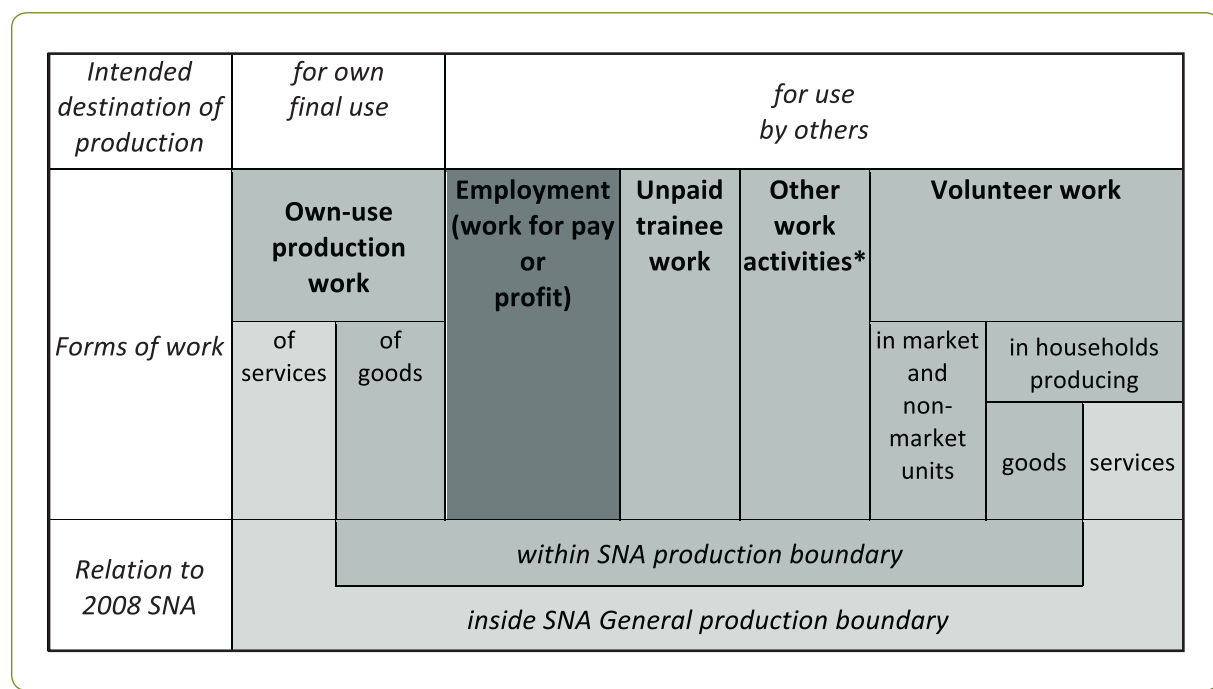 Intended
destination of
production
for own
final use
for use
by others
Forms of work
Own-use
production
work
of
services
of
goods
Employment
(work for pay
or
profit)
Unpaid
trainee
work
Other
work
activities*
Volunteer work
in market
and
non-
market
units
in households
producing
goods
services
Relation to
2008 SNA
within SNA production boundary
inside SNA General production boundary